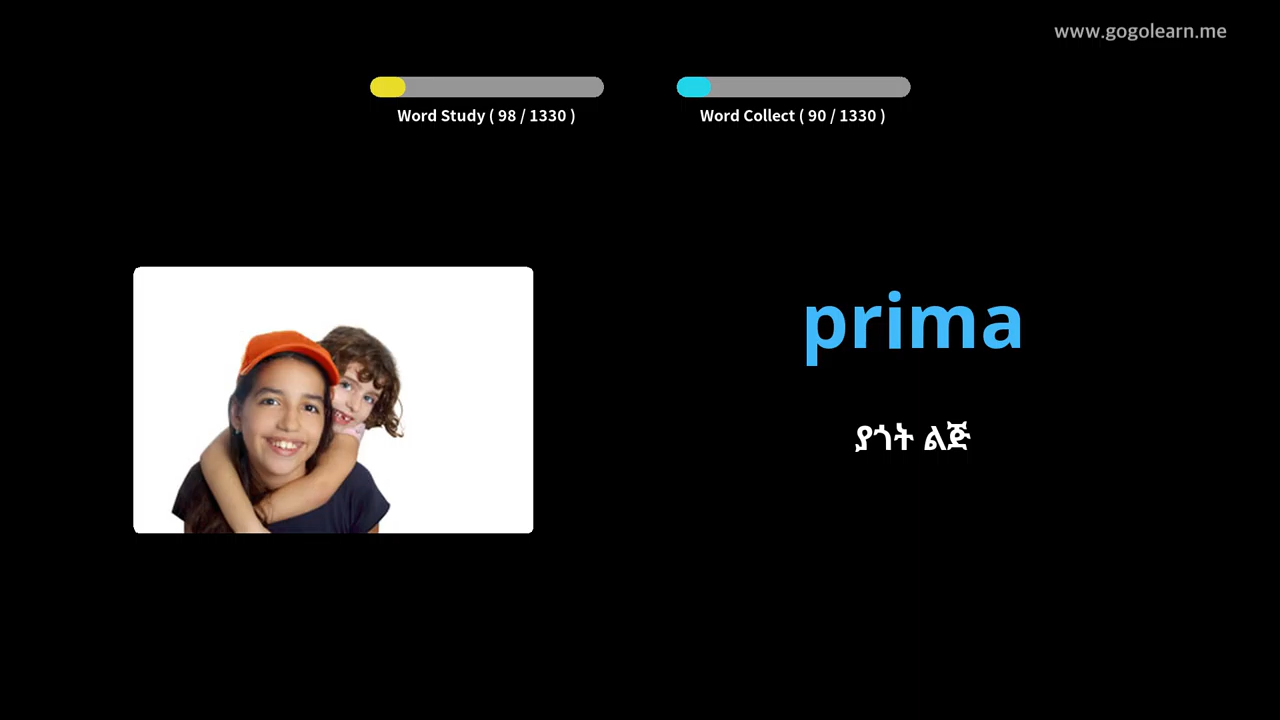 www.gogolearn.me
Word Study ( 98 / 1330 )
Word Collect ( 90 / 1330 )
prima
ያጎት ልጅ